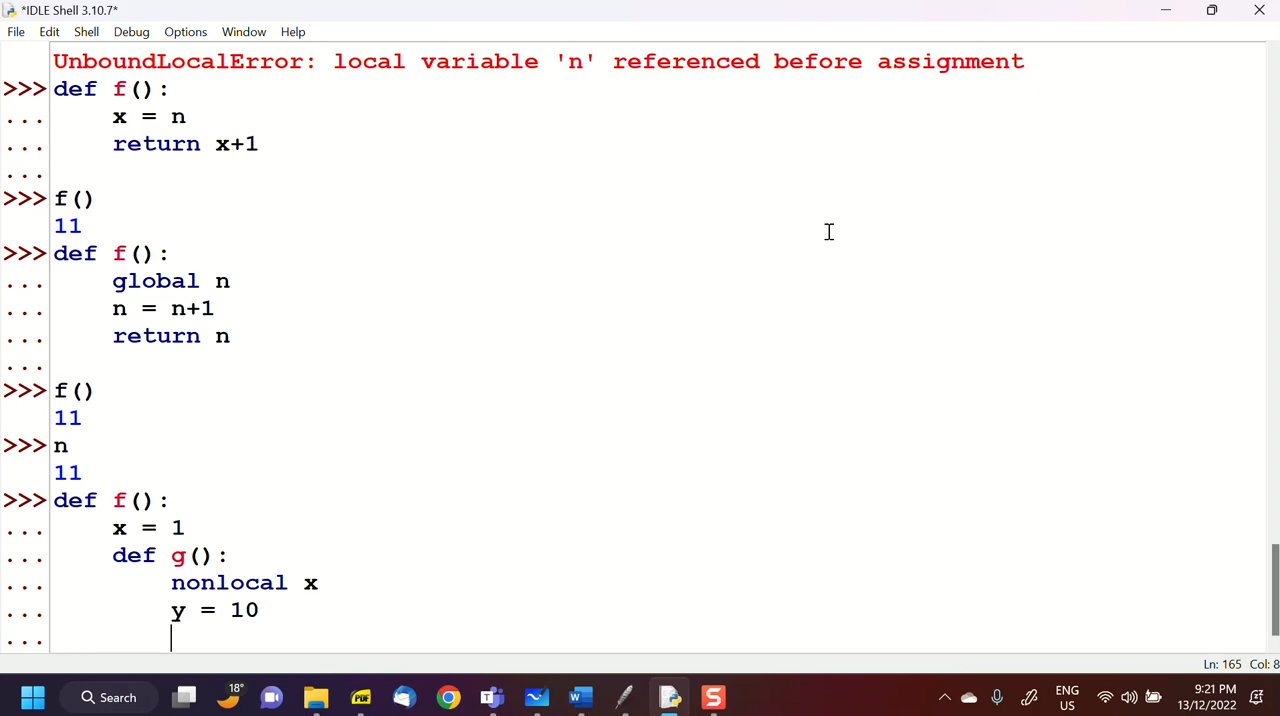 *IDLE Shell 3.10.7*
File Edit Shell Debug Options Window Help
UnboundLocalError: local variable 'n' referenced before assignment
>>> def f():
...     x = n
...     return x+1
...
>>> f()
11
>>> def f():
...     global n
...     n = n+1
...     return n
...
>>> f()
11
>>> n
11
>>> def f():
...     x = 1
...     def g():
...         nonlocal x
...         y = 10
...
Ln: 165 Col: 8
Search 18° PDF W S ENG US 9:21 PM 13/12/2022